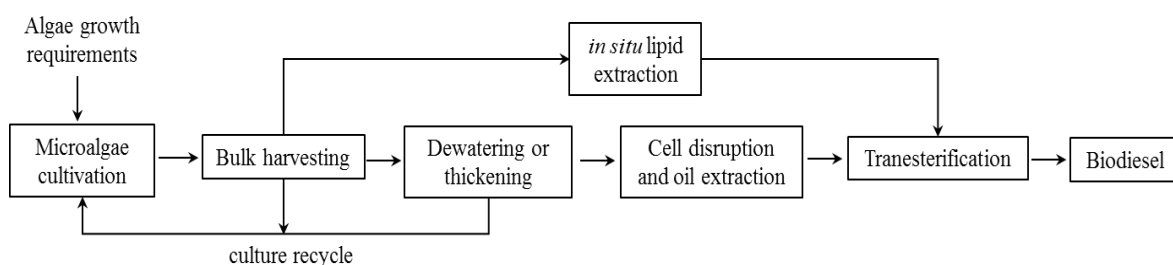 Algae growth
requirements
in situ lipid
extraction
Microalgae
cultivation
Bulk harvesting
Dewatering or
thickening
Cell disruption
and oil extraction
Tranesterification
Biodiesel
culture recycle